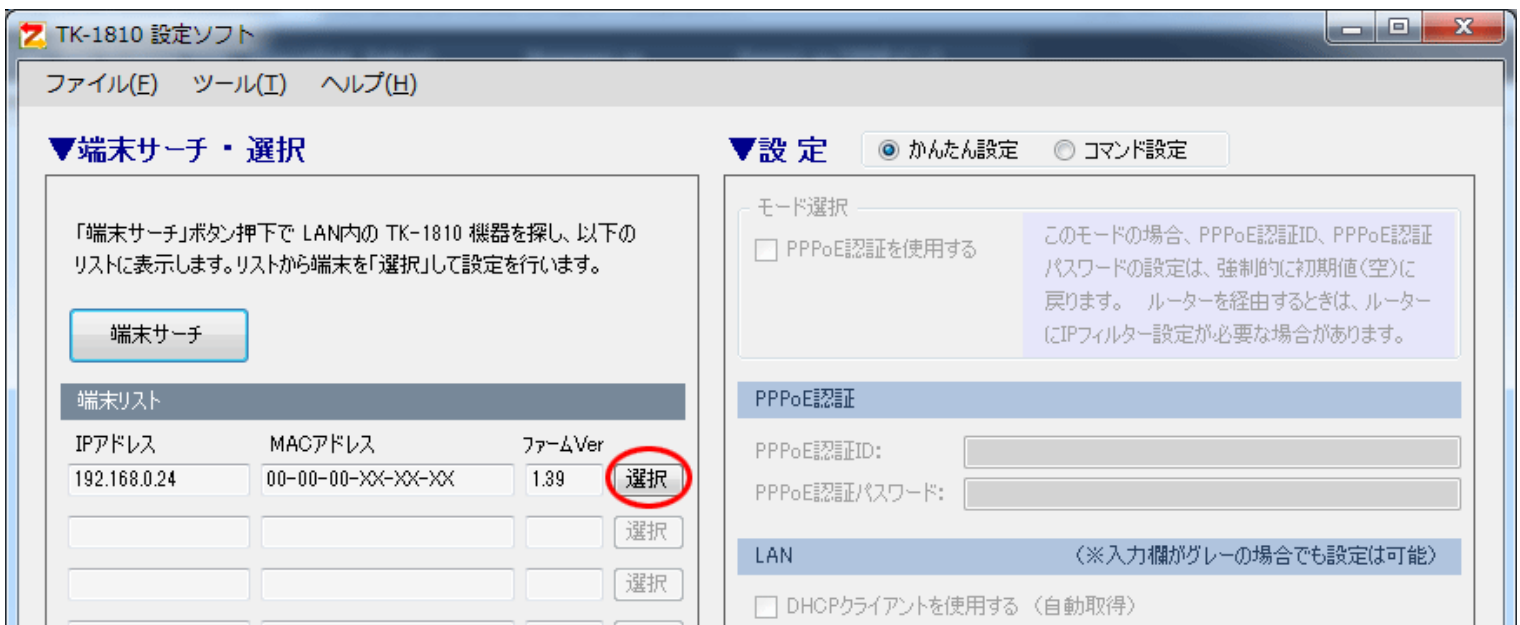 TK-1810 設定ソフト
ファイル(F) ツール(T) ヘルプ(H)
▼端末サーチ・選択
「端末サーチ」ボタン押下で LAN内の TK-1810 機器を探し、以下の
リストに表示します。リストから端末を「選択」して設定を行います。
端末サーチ
端末リスト
IPアドレス MACアドレス ファームVer
192.168.0.24 00-00-00-XX-XX-XX 1.39 選択
選択
選択
▼設 定 かんたん設定 コマンド設定
モード選択
PPPoE認証を使用する
このモードの場合、PPPoE認証ID、PPPoE認証
パスワードの設定は、強制的に初期値(空)に
戻ります。 ルーターを経由するときは、ルーター
にIPフィルター設定が必要な場合があります。
PPPoE認証
PPPoE認証ID:
PPPoE認証パスワード:
LAN (※入力欄がグレーの場合でも設定は可能)
DHCPクライアントを使用する (自動取得)